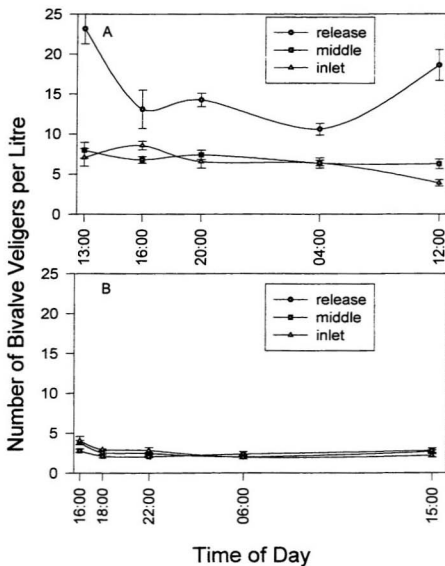 Number of Bivalve Veligers per Litre
25
20
15
10
5
0
A
release
middle
inlet
13:00
16:00
20:00
04:00
12:00
25
20
15
10
5
0
B
release
middle
inlet
16:00
18:00
22:00
06:00
15:00
Time of Day